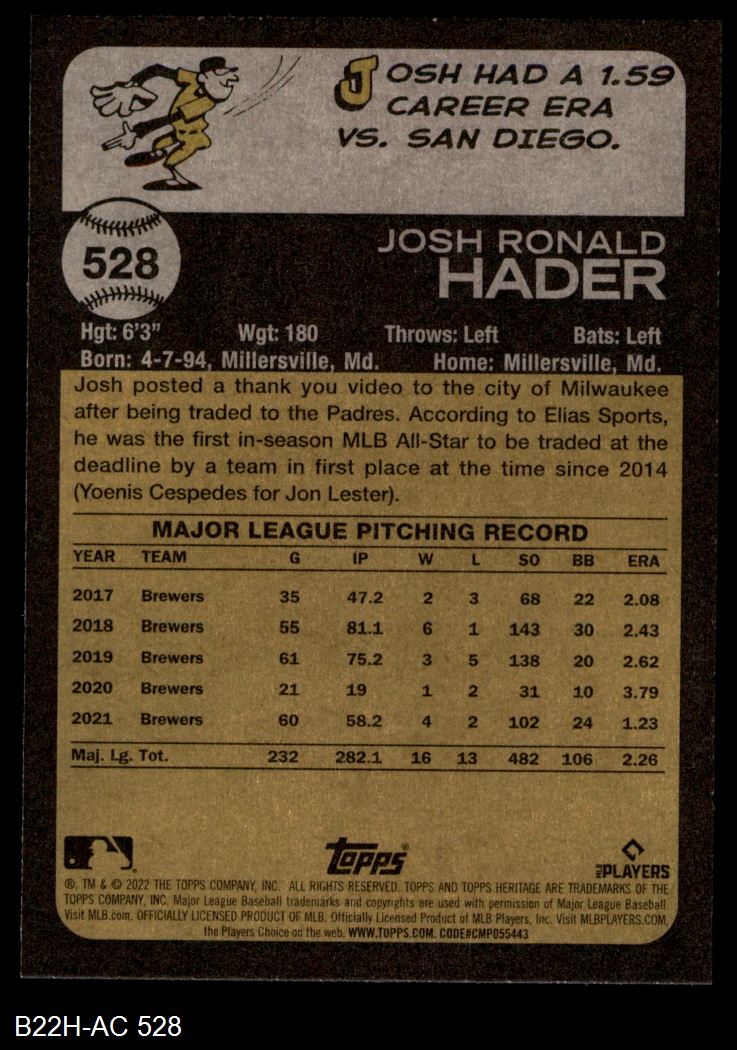 JOSH HAD A 1.59
CAREER ERA
VS. SAN DIEGO.
528
JOSH RONALD
HADER
Hgt: 6'3" Wgt: 180 Throws: Left Bats: Left
Born: 4-7-94, Millersville, Md. Home: Millersville, Md.
Josh posted a thank you video to the city of Milwaukee
after being traded to the Padres. According to Elias Sports,
he was the first in-season MLB All-Star to be traded at the
deadline by a team in first place at the time since 2014
(Yoenis Cespedes for Jon Lester).
MAJOR LEAGUE PITCHING RECORD
YEAR TEAM G IP W L SO BB ERA
2017 Brewers 35 47.2 2 3 68 22 2.08
2018 Brewers 55 81.1 6 1 143 30 2.43
2019 Brewers 61 75.2 3 5 138 20 2.62
2020 Brewers 21 19 1 2 31 10 3.79
2021 Brewers 60 58.2 4 2 102 24 1.23
Maj. Lg. Tot. 232 282.1 16 13 482 106 2.26
Topps®
MLB PLAYERS
®, TM & © 2022 THE TOPPS COMPANY, INC. ALL RIGHTS RESERVED. TOPPS AND TOPPS HERITAGE ARE TRADEMARKS OF THE
TOPPS COMPANY, INC. Major League Baseball trademarks and copyrights are used with permission of Major League Baseball.
Visit MLB.com. OFFICIALLY LICENSED PRODUCT OF MLB. Officially Licensed Product of MLB Players, Inc. Visit MLBPLAYERS.COM,
the Players Choice on the web. WWW.TOPPS.COM. CODE#CMP055443
B22H-AC 528